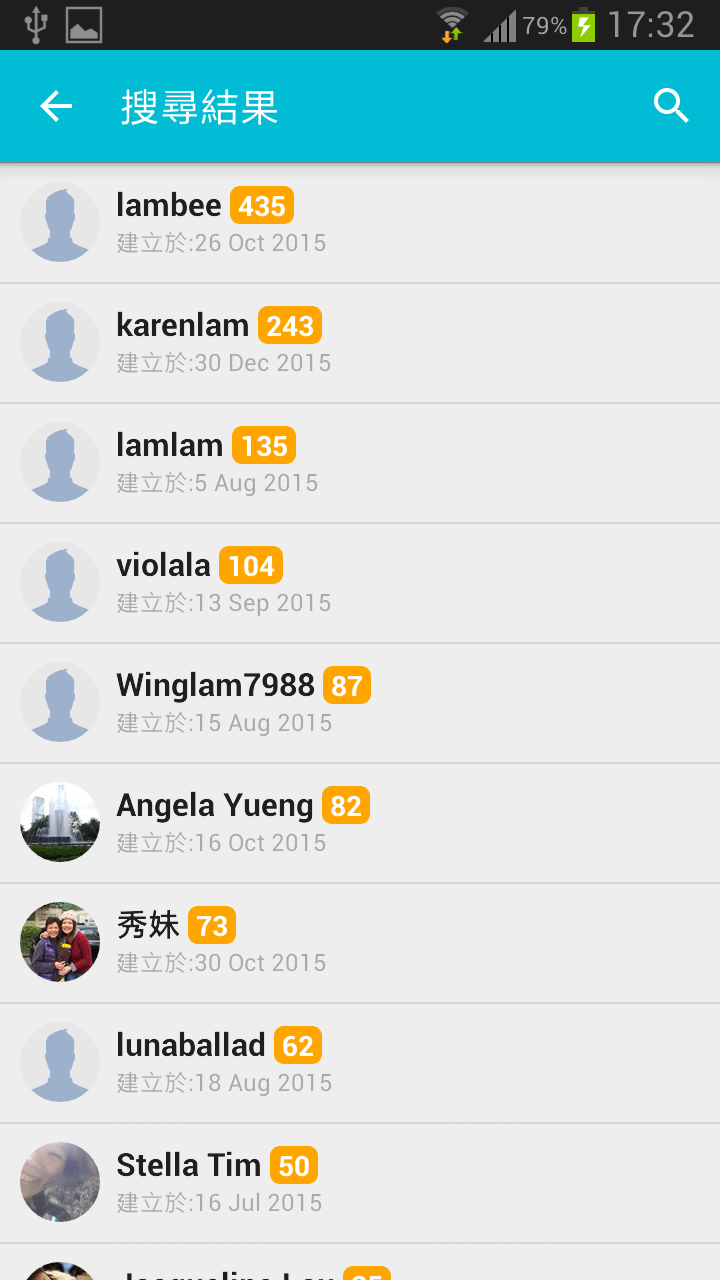 79% 17:32
搜尋結果
lambee 435
建立於:26 Oct 2015
karenlam 243
建立於:30 Dec 2015
lamlam 135
建立於:5 Aug 2015
violala 104
建立於:13 Sep 2015
Winglam7988 87
建立於:15 Aug 2015
Angela Yueng 82
建立於:16 Oct 2015
秀妹 73
建立於:30 Oct 2015
lunaballad 62
建立於:18 Aug 2015
Stella Tim 50
建立於:16 Jul 2015